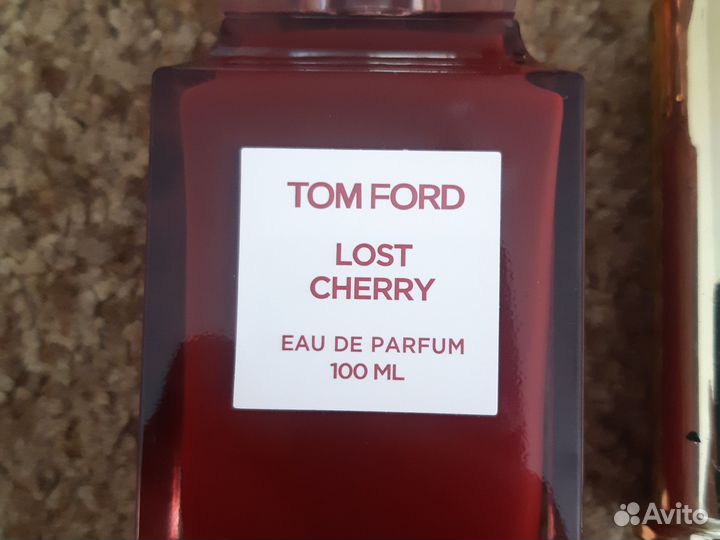 TOM FORD
LOST
CHERRY
EAU DE PARFUM
100 ML
Avito